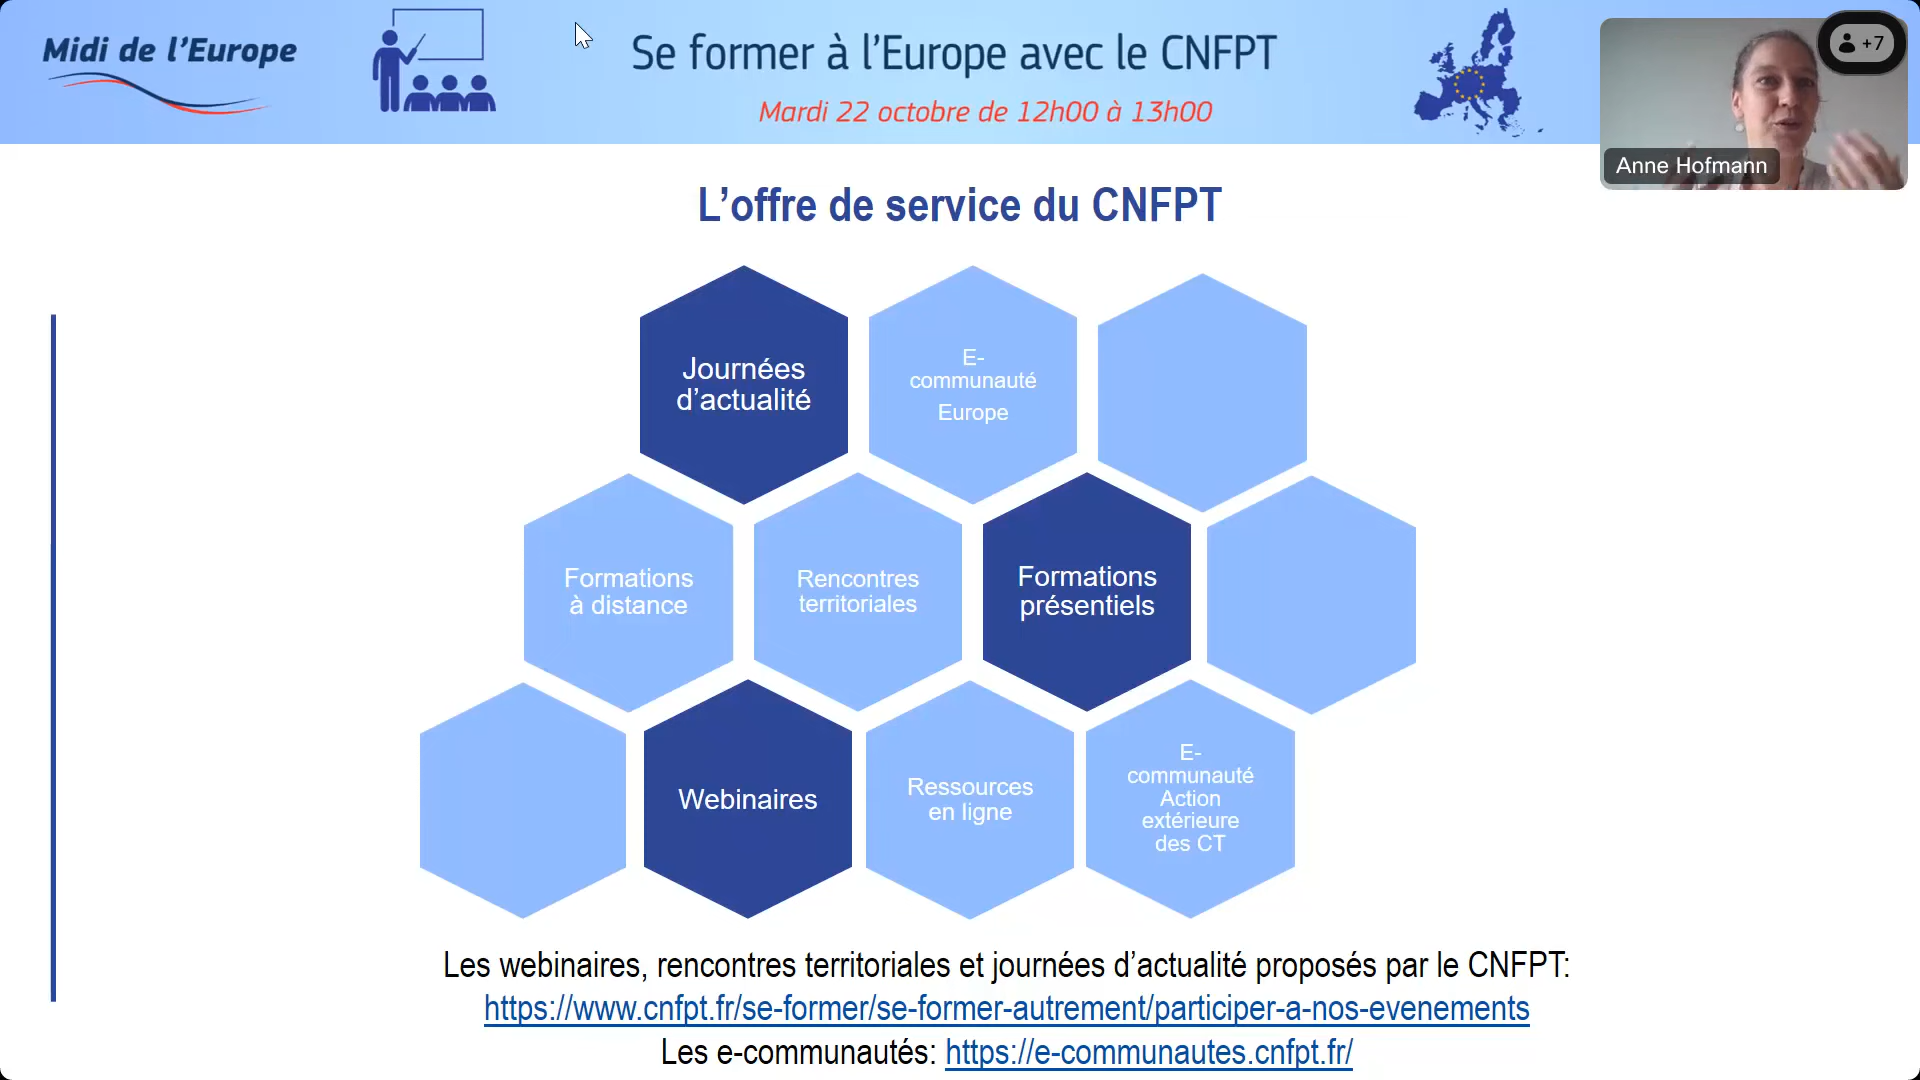 Midi de l’Europe
Se former à l’Europe avec le CNFPT
Mardi 22 octobre de 12h00 à 13h00
+7
Anne Hofmann
L’offre de service du CNFPT
Journées
d’actualité
E-
communauté
Europe
Formations
à distance
Rencontres
territoriales
Formations
présentiels
Webinaires
Ressources
en ligne
E-
communauté
Action
extérieure
des CT
Les webinaires, rencontres territoriales et journées d’actualité proposés par le CNFPT:
https://www.cnfpt.fr/se-former/se-former-autrement/participer-a-nos-evenements
Les e-communautés: https://e-communautes.cnfpt.fr/